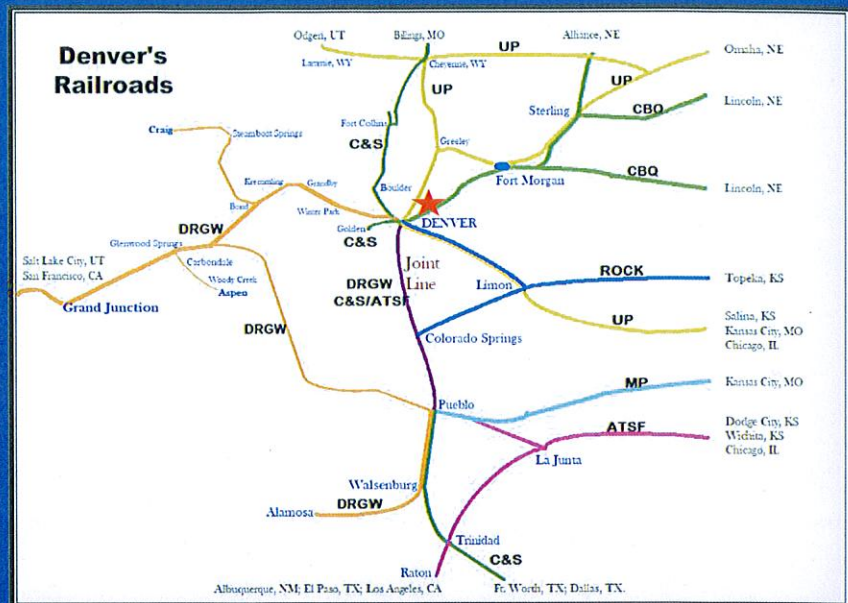 Denver's
Railroads
Odgen, UT
Billings, MO
UP
Alliance, NE
Omaha, NE
Laramie, WY
Cheyenne, WY
UP
UP
CBQ
Lincoln, NE
Sterling
Fort Collins
C&S
Greeley
Craig
Steamboat Springs
Fort Morgan
CBQ
Lincoln, NE
Kremmling
Grandby
Boulder
Bond
Winter Park
DENVER
Golden
C&S
DRGW
Glenwood Springs
Salt Lake City, UT
San Francisco, CA
Carbondale
Woody Creek
Aspen
Grand Junction
DRGW
C&S/ATSF
Joint
Line
Limon
ROCK
Topeka, KS
UP
Salina, KS
Kansas City, MO
Chicago, IL
DRGW
Colorado Springs
MP
Kansas City, MO
Pueblo
ATSF
Dodge City, KS
Wichita, KS
Chicago, IL
La Junta
Walsenburg
DRGW
Alamosa
Trinidad
C&S
Raton
Albuquerque, NM; El Paso, TX; Los Angeles, CA
Ft. Worth, TX; Dallas, TX.